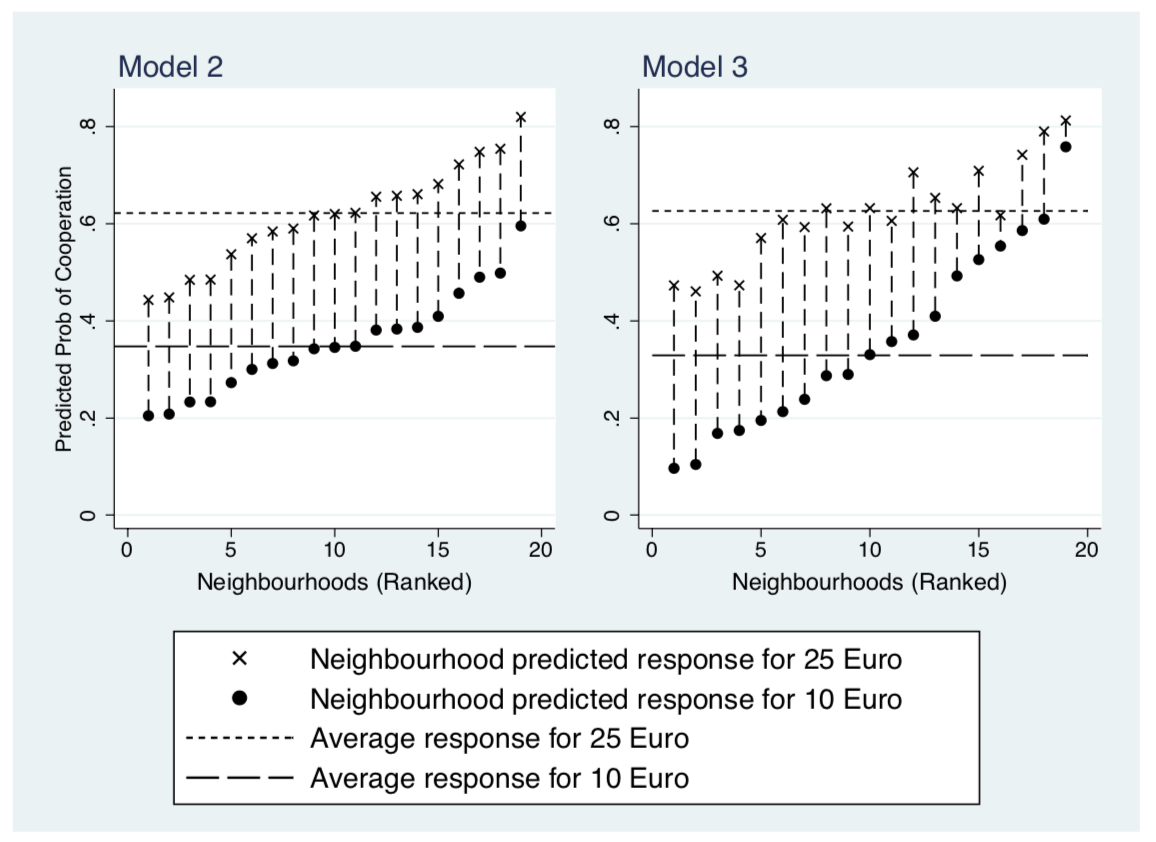 Model 2
Predicted Prob of Cooperation
.8
.6
.4
.2
0
0 5 10 15 20
Neighbourhoods (Ranked)
Model 3
.8
.6
.4
.2
0
0 5 10 15 20
Neighbourhoods (Ranked)
Neighbourhood predicted response for 25 Euro
Neighbourhood predicted response for 10 Euro
Average response for 25 Euro
Average response for 10 Euro